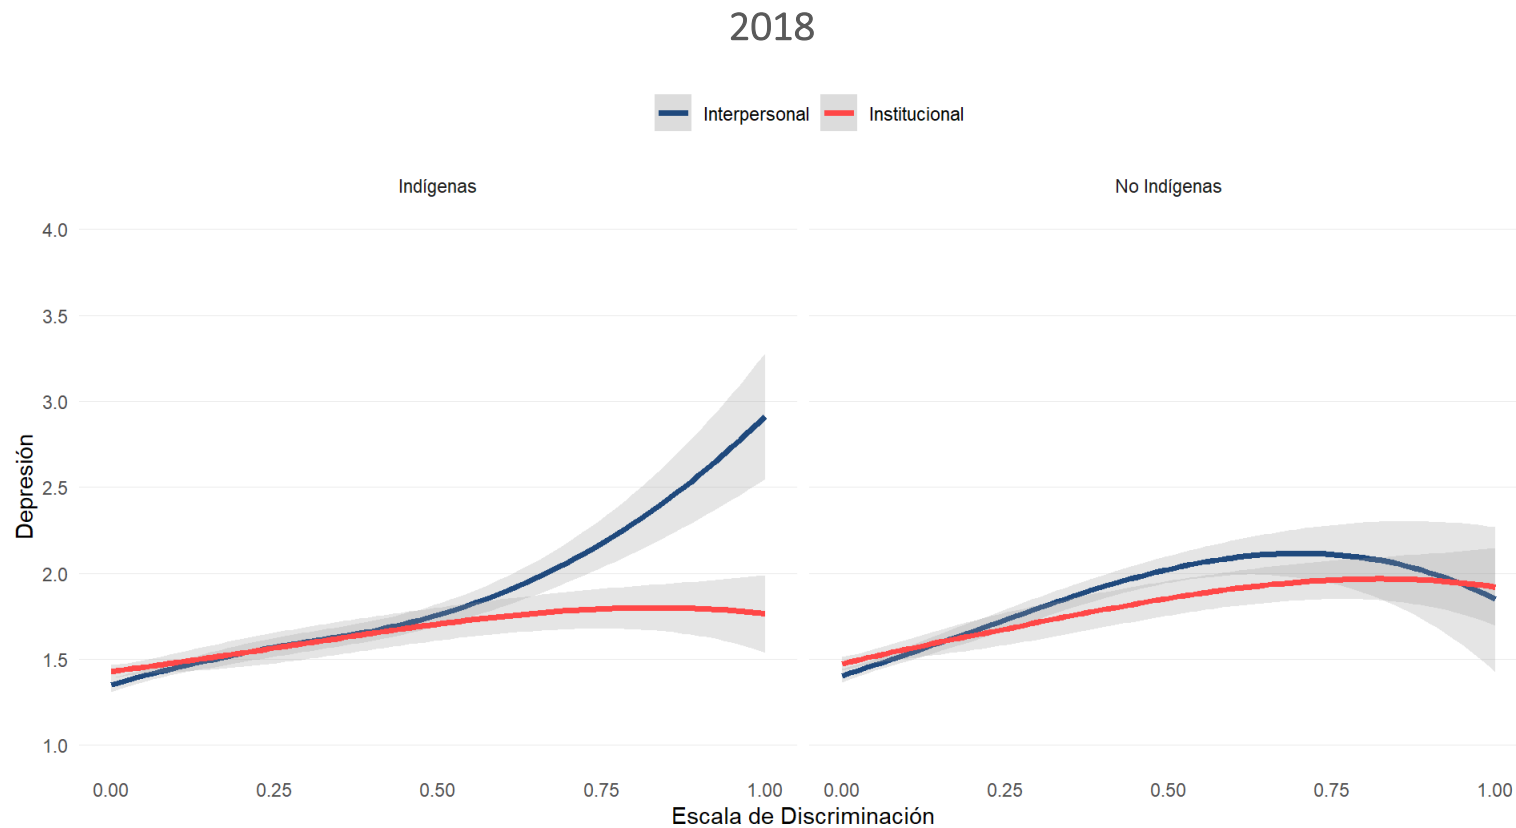 2018
Interpersonal Institucional
Indígenas No Indígenas
4.0
3.5
3.0
2.5
2.0
1.5
1.0
Depresión
0.00 0.25 0.50 0.75 1.00 0.00 0.25 0.50 0.75 1.00
Escala de Discriminación